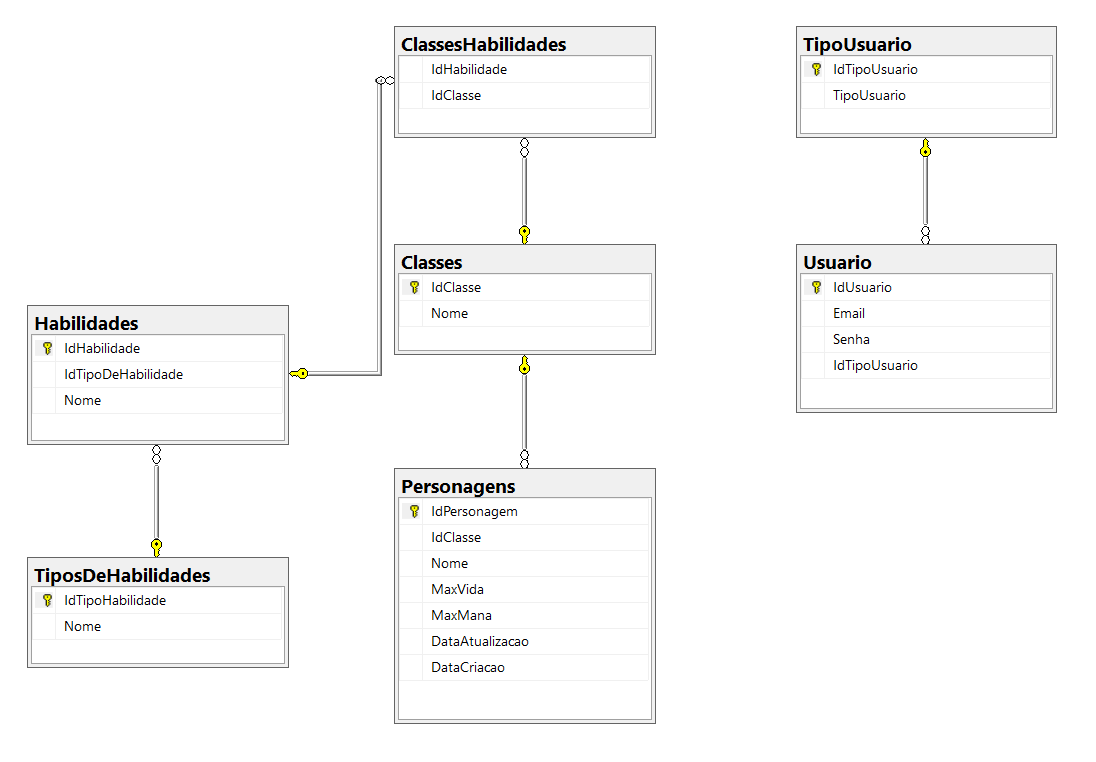 ClassesHabilidades
IdHabilidade
IdClasse
TipoUsuario
IdTipoUsuario
TipoUsuario
Classes
IdClasse
Nome
Usuario
IdUsuario
Email
Senha
IdTipoUsuario
Habilidades
IdHabilidade
IdTipoDeHabilidade
Nome
Personagens
IdPersonagem
IdClasse
Nome
MaxVida
MaxMana
DataAtualizacao
DataCriacao
TiposDeHabilidades
IdTipoHabilidade
Nome